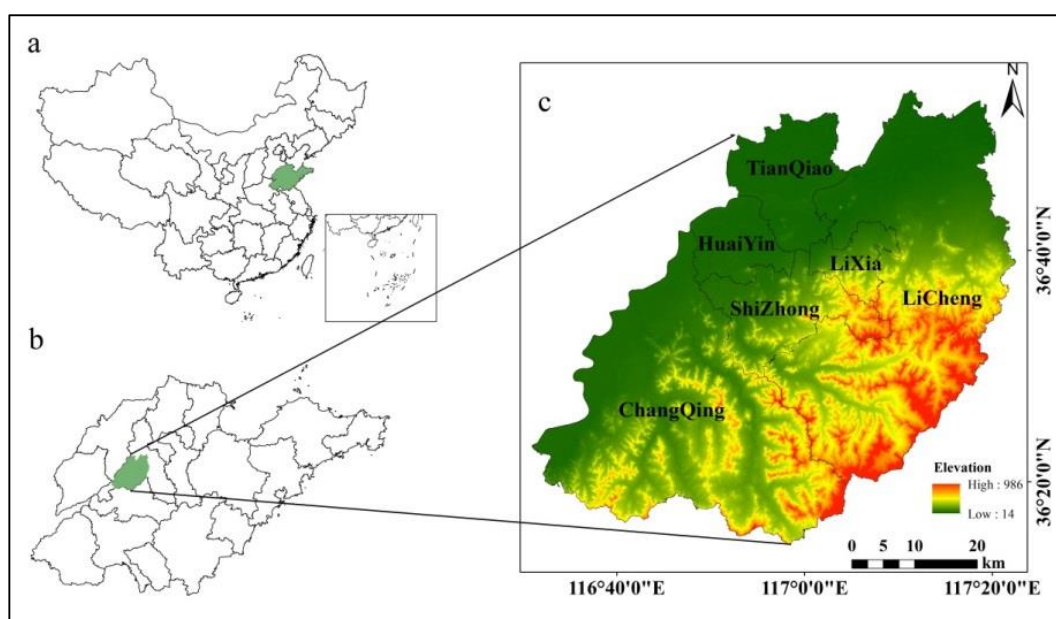 a
b
c
N
TianQiao
HuaiYin
LiXia
ShiZhong
LiCheng
ChangQing
36°40'0"N
36°20'0"N
Elevation
High : 986
Low : 14
0 5 10 20
km
116°40'0"E 117°0'0"E 117°20'0"E